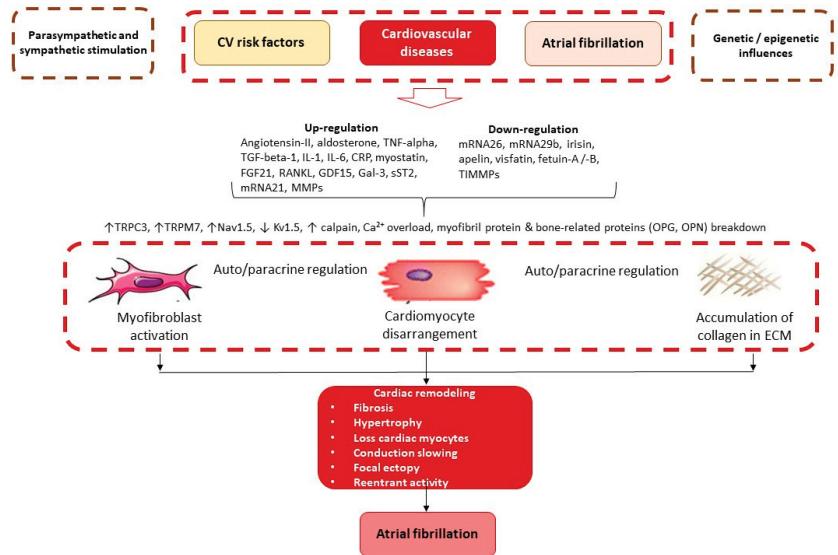 Parasympathetic and
sympathetic stimulation
CV risk factors
Cardiovascular
diseases
Atrial fibrillation
Genetic / epigenetic
influences
Up-regulation
Angiotensin-II, aldosterone, TNF-alpha,
TGF-beta-1, IL-1, IL-6, CRP, myostatin,
FGF21, RANKL, GDF15, Gal-3, sST2,
mRNA21, MMPs
Down-regulation
mRNA26, mRNA29b, irisin,
apelin, visfatin, fetuin-A /-B,
TIMMPs
↑TRPC3, ↑TRPM7, ↑Nav1.5, ↓ Kv1.5, ↑ calpain, Ca²⁺ overload, myofibril protein & bone-related proteins (OPG, OPN) breakdown
Auto/paracrine regulation
Auto/paracrine regulation
Myofibroblast
activation
Cardiomyocyte
disarrangement
Accumulation of
collagen in ECM
Cardiac remodeling
• Fibrosis
• Hypertrophy
• Loss cardiac myocytes
• Conduction slowing
• Focal ectopy
• Reentrant activity
Atrial fibrillation